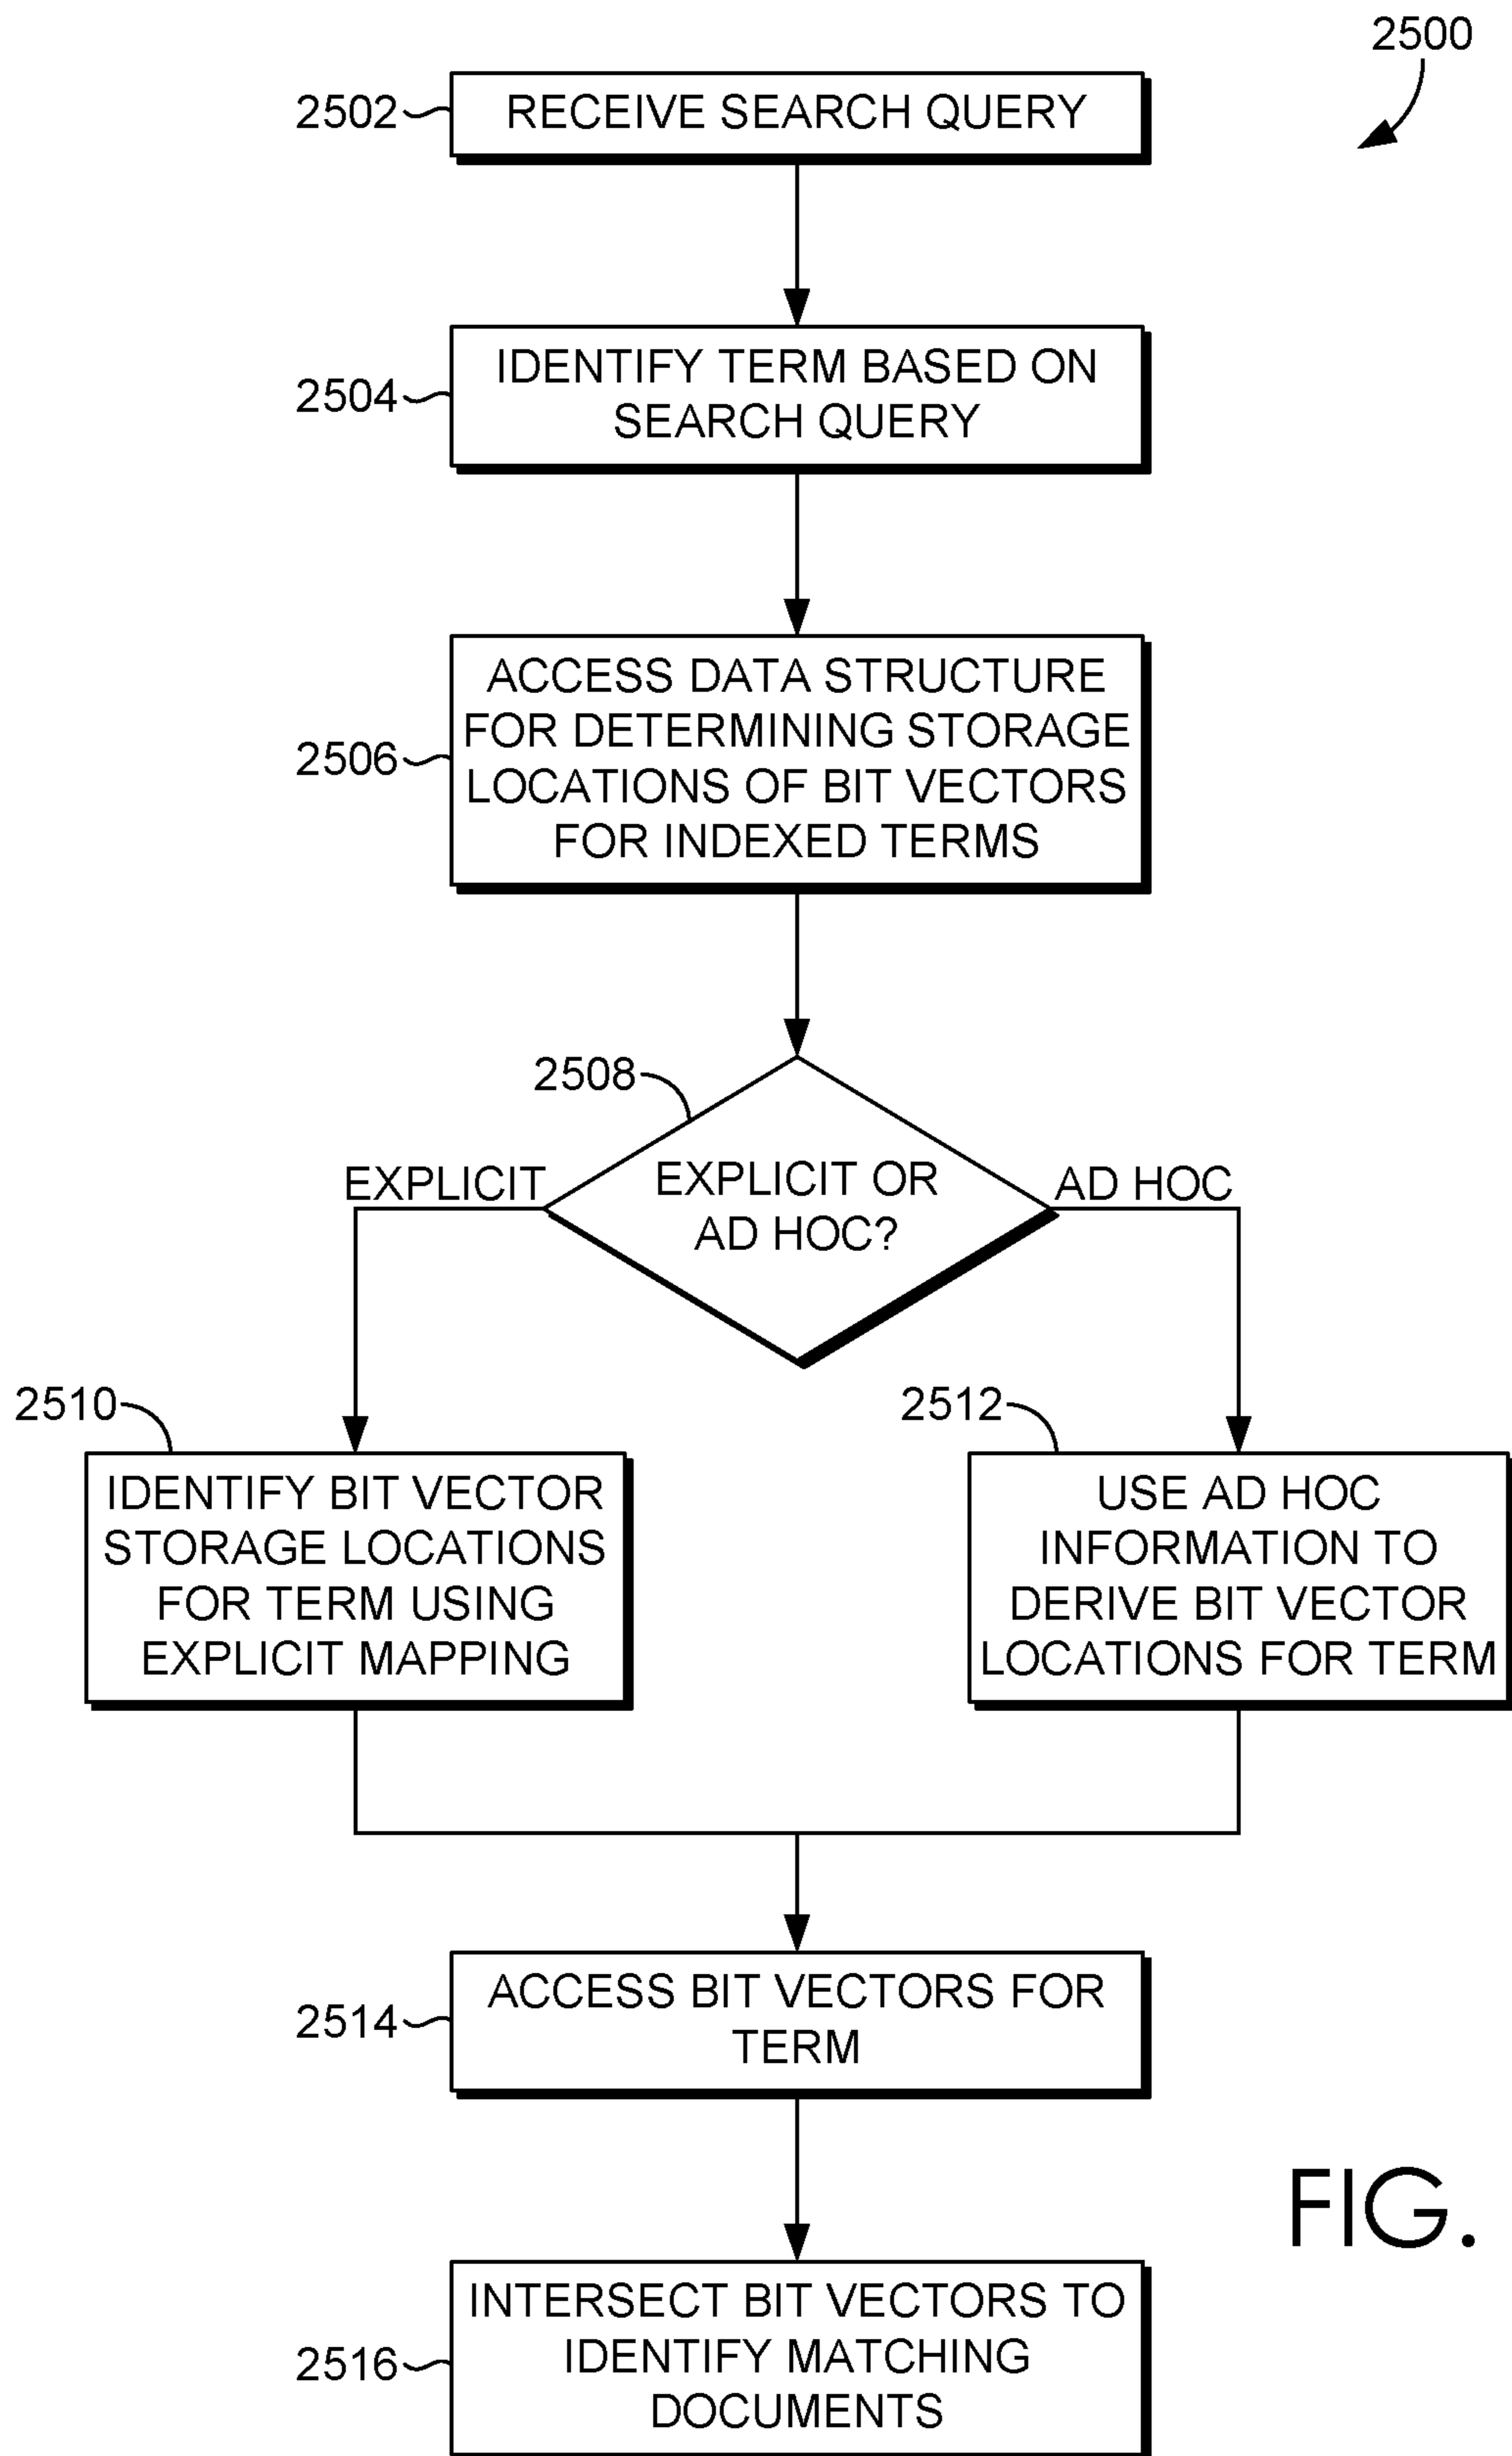 2500
2502
RECEIVE SEARCH QUERY
2504
IDENTIFY TERM BASED ON
SEARCH QUERY
2506
ACCESS DATA STRUCTURE
FOR DETERMINING STORAGE
LOCATIONS OF BIT VECTORS
FOR INDEXED TERMS
2508
EXPLICIT
EXPLICIT OR
AD HOC?
AD HOC
2510
IDENTIFY BIT VECTOR
STORAGE LOCATIONS
FOR TERM USING
EXPLICIT MAPPING
2512
USE AD HOC
INFORMATION TO
DERIVE BIT VECTOR
LOCATIONS FOR TERM
2514
ACCESS BIT VECTORS FOR
TERM
2516
INTERSECT BIT VECTORS TO
IDENTIFY MATCHING
DOCUMENTS
FIG.